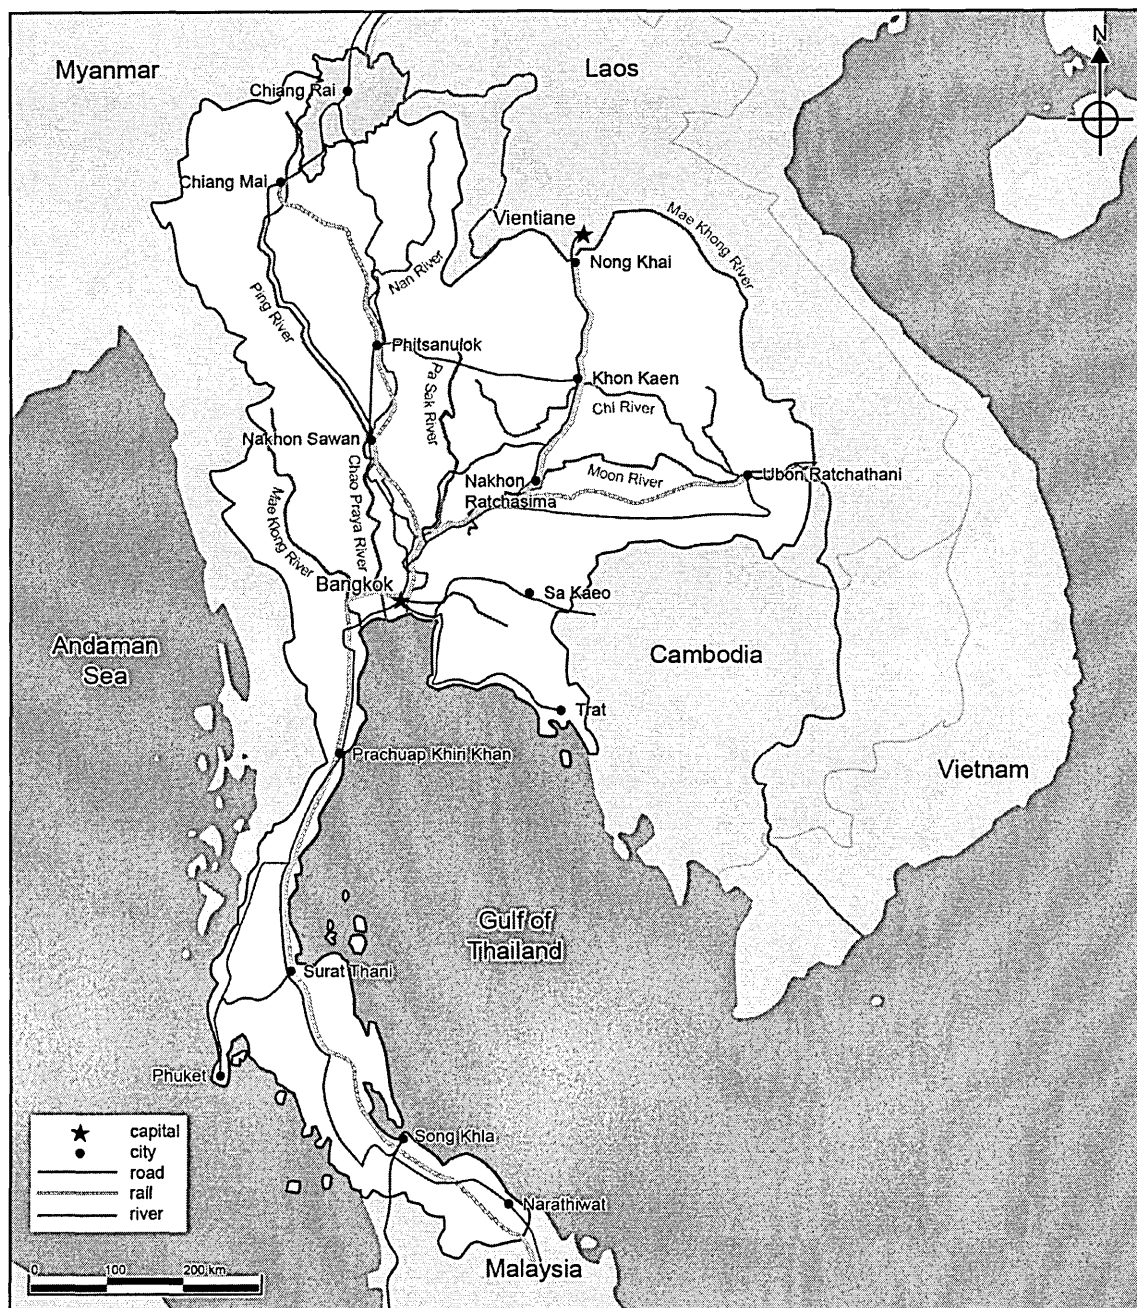 Myanmar
Laos
N
Chiang Rai
Chiang Mai
Vientiane
Mae Khong River
Nong Khai
Nan River
Ping River
Phitsanulok
Pa Sak River
Khon Kaen
Chi River
Nakhon Sawan
Chao Praya River
Nakhon
Ratchasima
Moon River
Ubon Ratchathani
Mae Klong River
Bangkok
Sa Kaeo
Andaman
Sea
Cambodia
Trat
Prachuap Khiri Khan
Vietnam
Gulf of
Thailand
Surat Thani
Phuket
Song Khla
Narathiwat
Malaysia
capital
city
road
rail
river
0 100 200 km